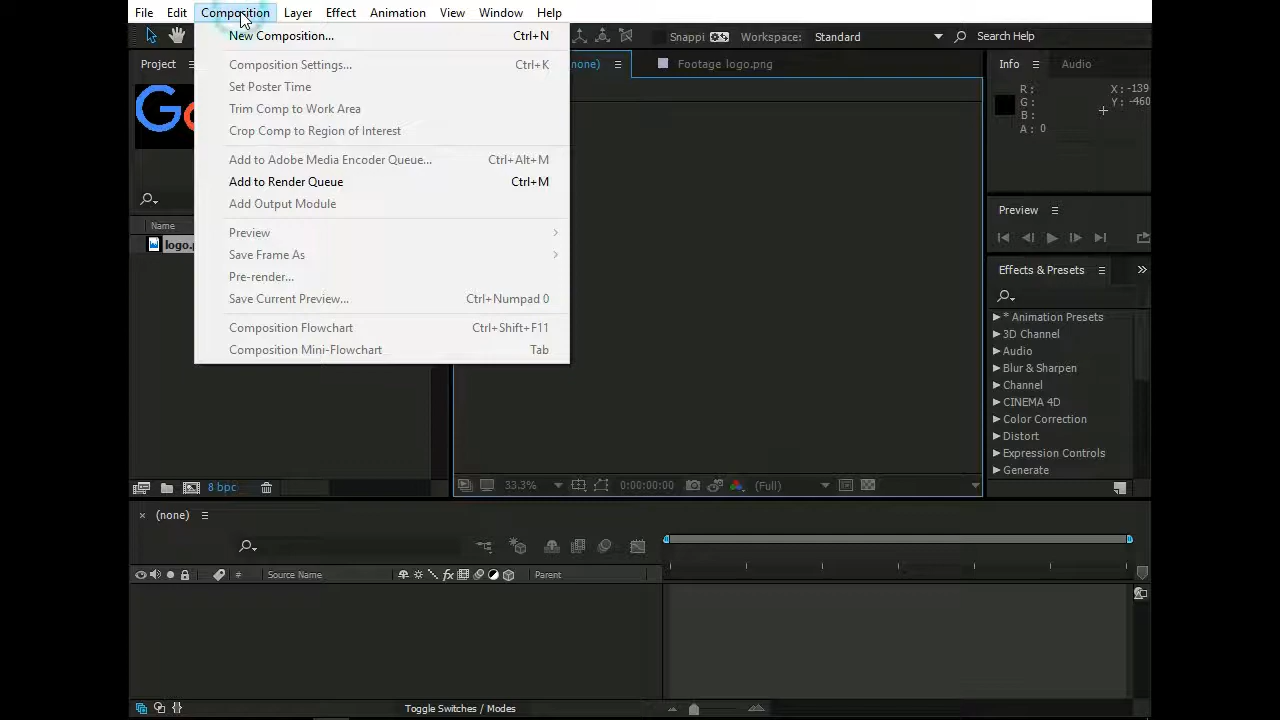 File Edit Composition Layer Effect Animation View Window Help
New Composition... Ctrl+N
Composition Settings... Ctrl+K
Set Poster Time
Trim Comp to Work Area
Crop Comp to Region of Interest
Add to Adobe Media Encoder Queue... Ctrl+Alt+M
Add to Render Queue Ctrl+M
Add Output Module
Preview
Save Frame As
Pre-render...
Save Current Preview... Ctrl+Numpad 0
Composition Flowchart Ctrl+Shift+F11
Composition Mini-Flowchart Tab
Snappi Workspace: Standard Search Help
Project
Go
Name
logo.p
8 bpc
none) Footage logo.png
33.3% 0:00:00:00 (Full)
Info Audio
R: X: -139
G: Y: -460
B:
A: 0
Preview
Effects & Presets
* Animation Presets
3D Channel
Audio
Blur & Sharpen
Channel
CINEMA 4D
Color Correction
Distort
Expression Controls
Generate
× (none)
# Source Name fx Parent
Toggle Switches / Modes